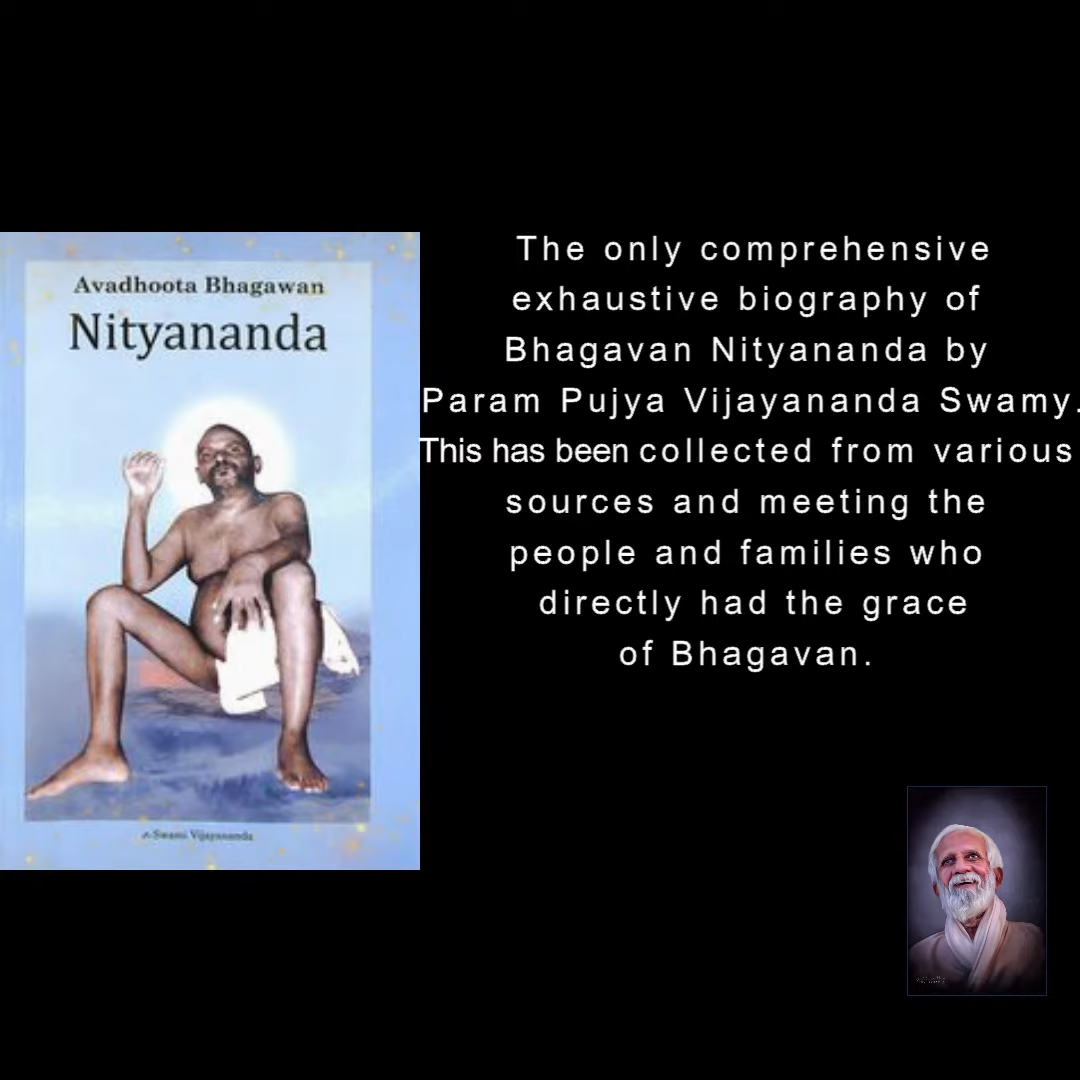 Avadhoota Bhagawan
Nityananda
Swami Vijayananda
The only comprehensive
exhaustive biography of
Bhagavan Nityananda by
Param Pujya Vijayananda Swamy.
This has been collected from various
sources and meeting the
people and families who
directly had the grace
of Bhagavan.